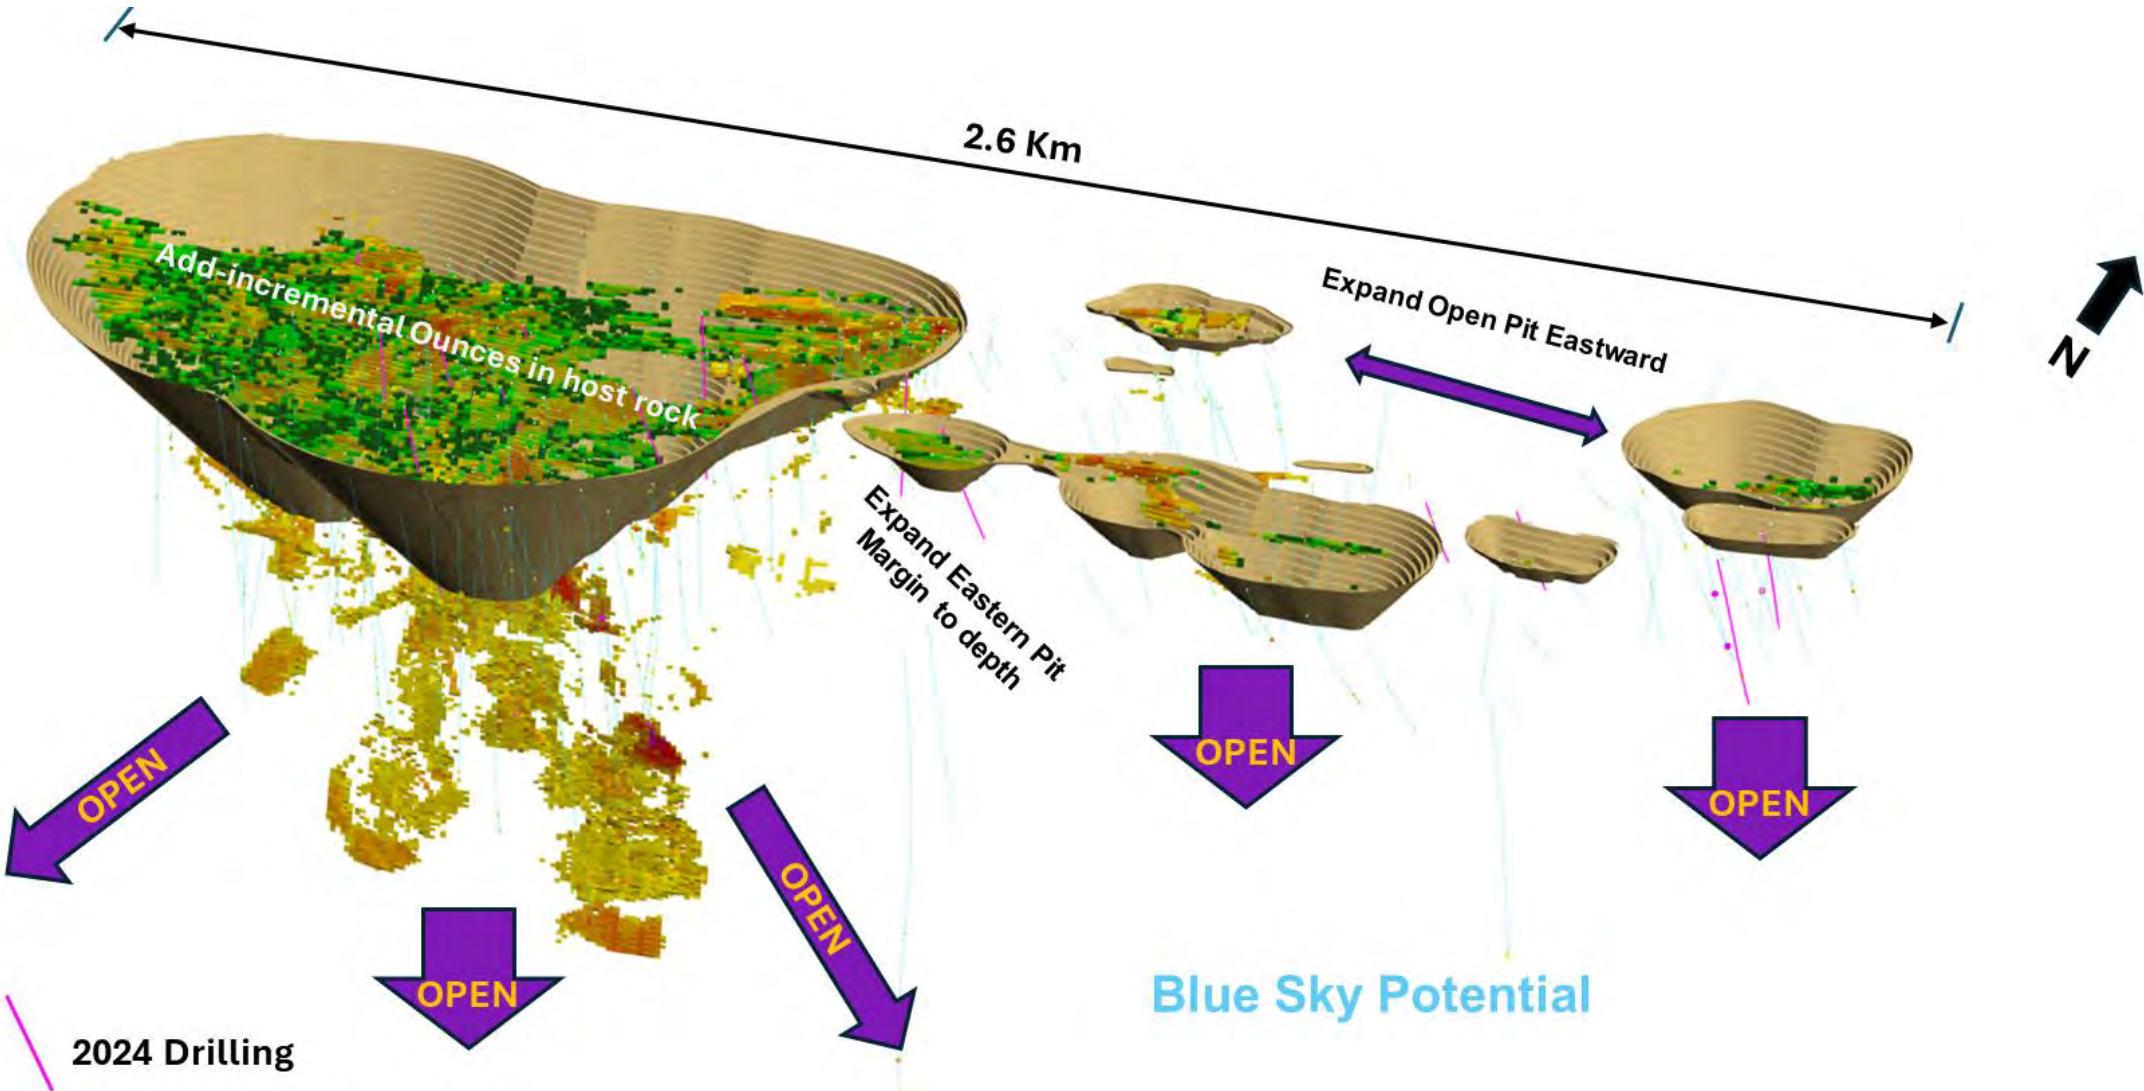 2.6 Km
Expand Open Pit Eastward
N
Add-incremental Ounces in host rock
Expand Eastern Pit
Margin to depth
OPEN
OPEN
OPEN
OPEN
OPEN
Blue Sky Potential
2024 Drilling